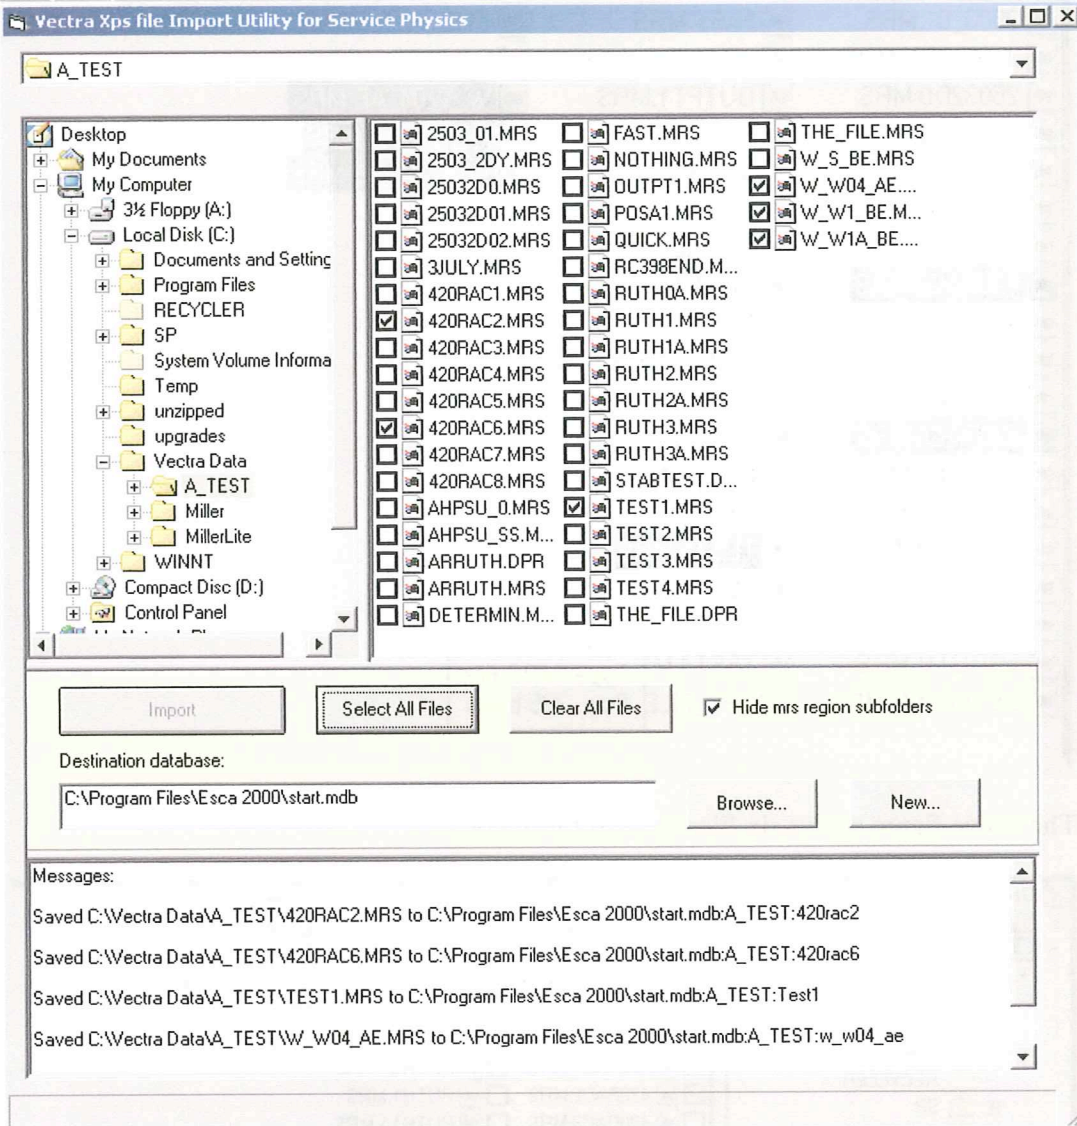 Vectra Xps file Import Utility for Service Physics
A_TEST
Desktop
My Documents
My Computer
3½ Floppy (A:)
Local Disk (C:)
Documents and Setting
Program Files
RECYCLER
SP
System Volume Informa
Temp
unzipped
upgrades
Vectra Data
A_TEST
Miller
MillerLite
WINNT
Compact Disc (D:)
Control Panel
2503_01.MRS
2503_2DY.MRS
25032D0.MRS
25032D01.MRS
25032D02.MRS
3JULY.MRS
420RAC1.MRS
420RAC2.MRS
420RAC3.MRS
420RAC4.MRS
420RAC5.MRS
420RAC6.MRS
420RAC7.MRS
420RAC8.MRS
AHPSU_0.MRS
AHPSU_SS.M...
ARRUTH.DPR
ARRUTH.MRS
DETERMIN.M...
FAST.MRS
NOTHING.MRS
OUTPT1.MRS
POSA1.MRS
QUICK.MRS
RC398END.M...
RUTH0A.MRS
RUTH1.MRS
RUTH1A.MRS
RUTH2.MRS
RUTH2A.MRS
RUTH3.MRS
RUTH3A.MRS
STABTEST.D...
TEST1.MRS
TEST2.MRS
TEST3.MRS
TEST4.MRS
THE_FILE.DPR
THE_FILE.MRS
W_S_BE.MRS
W_W04_AE....
W_W1_BE.M...
W_W1A_BE....
Import
Select All Files
Clear All Files
Hide mrs region subfolders
Destination database:
C:\Program Files\Esca 2000\start.mdb
Browse...
New...
Messages:
Saved C:\Vectra Data\A_TEST\420RAC2.MRS to C:\Program Files\Esca 2000\start.mdb:A_TEST:420rac2
Saved C:\Vectra Data\A_TEST\420RAC6.MRS to C:\Program Files\Esca 2000\start.mdb:A_TEST:420rac6
Saved C:\Vectra Data\A_TEST\TEST1.MRS to C:\Program Files\Esca 2000\start.mdb:A_TEST:Test1
Saved C:\Vectra Data\A_TEST\W_W04_AE.MRS to C:\Program Files\Esca 2000\start.mdb:A_TEST:w_w04_ae